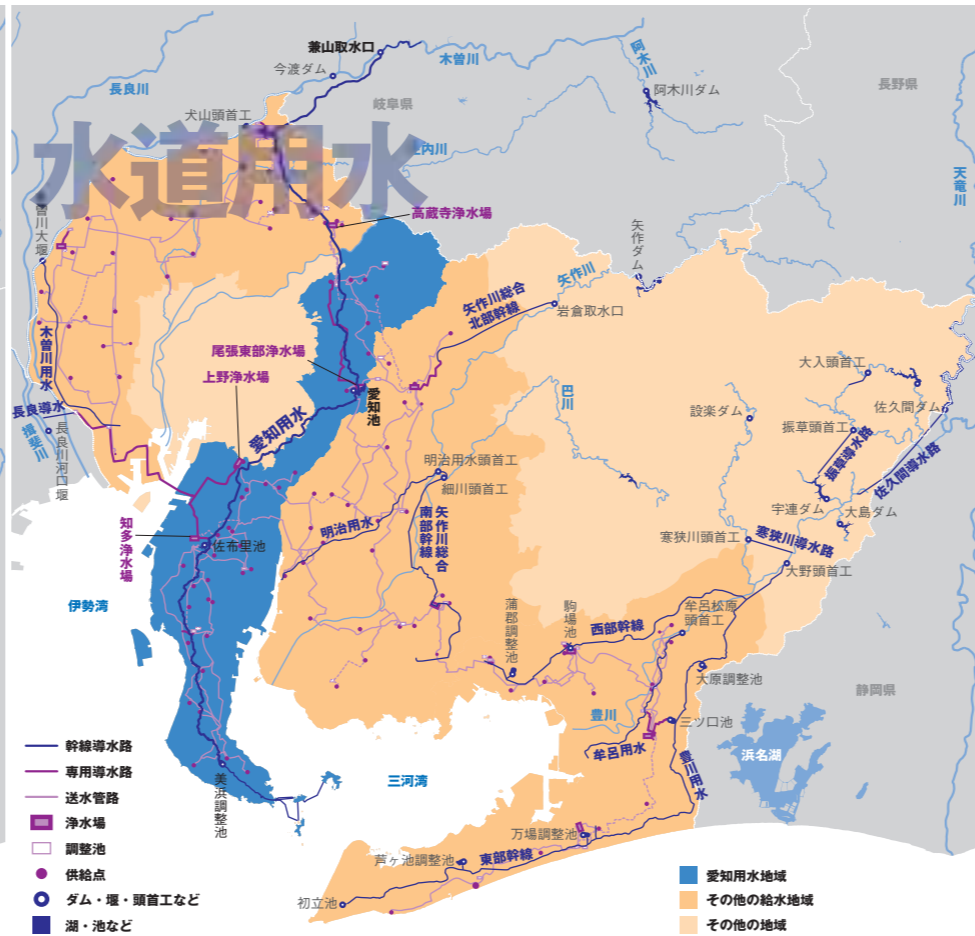 兼山取水口
木曽川
今渡ダム
阿木川
長良川
阿木川ダム
長野県
岐阜県
犬山頭首工
水道用水
内川
天竜川
高蔵寺浄水場
曽川大堰
矢作ダム
矢作川
矢作川総合
北部幹線
岩倉取水口
木曽川用水
尾張東部浄水場
上野浄水場
愛知池
大入頭首工
長良導水
愛知用水
巴川
設楽ダム
佐久間ダム
揖斐川
長良川河口堰
振草頭首工
振草導水路
佐久間導水路
明治用水頭首工
細川頭首工
宇連ダム
大島ダム
明治用水
矢作川総合
南部幹線
知多浄水場
佐布里池
寒狭川頭首工
寒狭川導水路
大野頭首工
伊勢湾
蒲郡調整池
駒場池
西部幹線
牟呂松原
頭首工
大原調整池
静岡県
豊川
三ツ口池
牟呂用水
豊川用水
浜名湖
三河湾
美浜調整池
万場調整池
東部幹線
芦ヶ池調整池
初立池
幹線導水路
専用導水路
送水管路
浄水場
調整池
供給点
ダム・堰・頭首工など
湖・池など
愛知用水地域
その他の給水地域
その他の地域